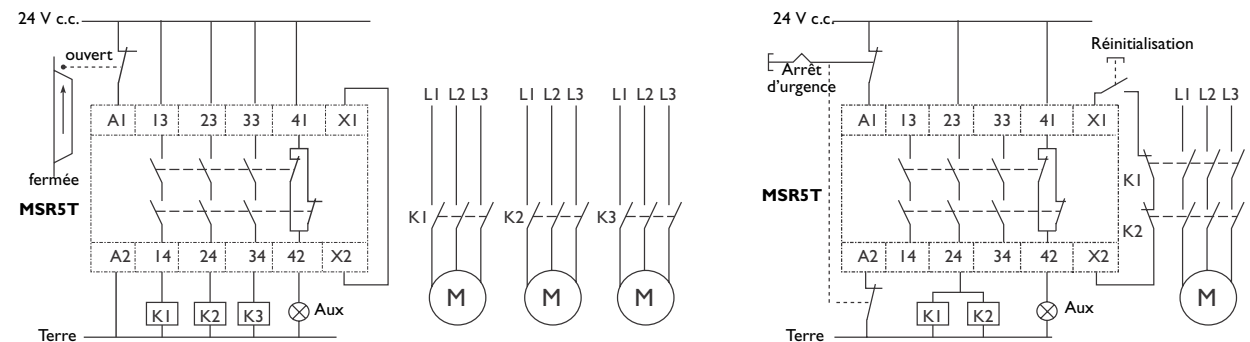 24 V c.c.
ouvert
A1 13 23 33 41 X1
fermée
MSR5T
A2 14 24 34 42 X2
K1 K2 K3 Aux
Terre
L1 L2 L3 L1 L2 L3 L1 L2 L3
K1 K2 K3
M M M
24 V c.c.
Réinitialisation
Arrêt
d'urgence
L1 L2 L3
A1 13 23 33 41 X1
K1
MSR5T
K2
A2 14 24 34 42 X2
M
K1 K2 Aux
Terre